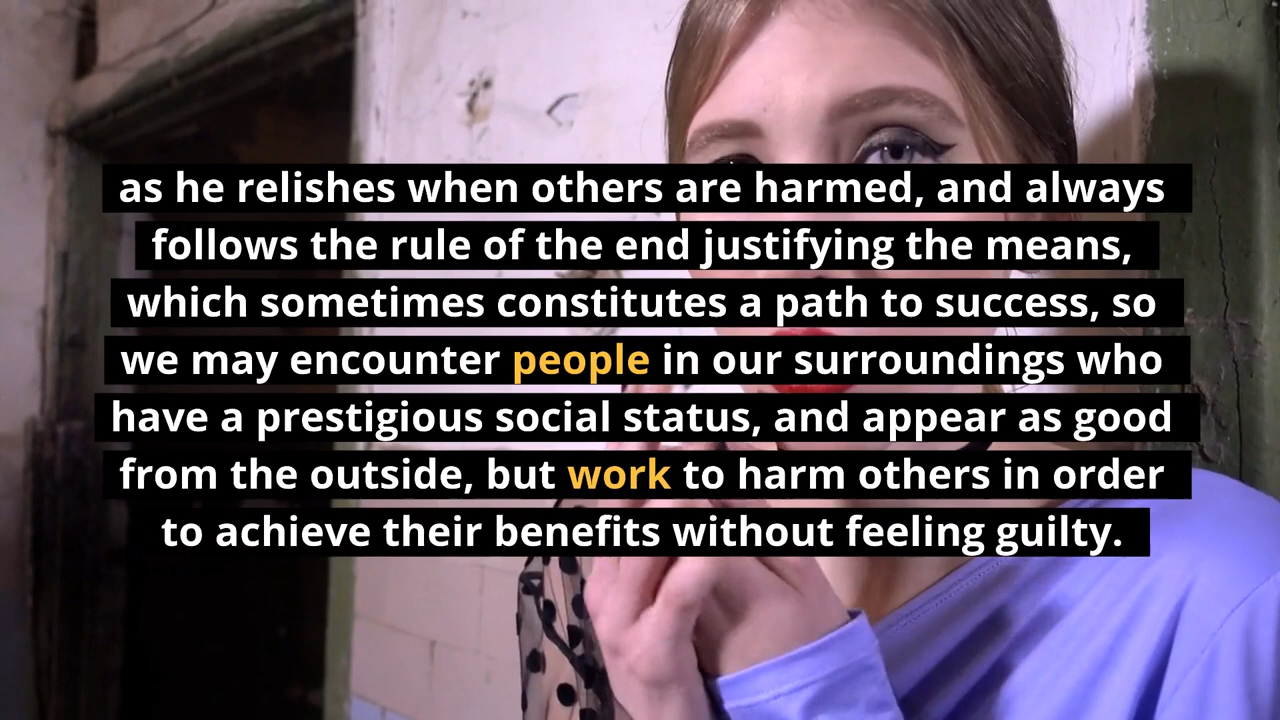 as he relishes when others are harmed, and always
follows the rule of the end justifying the means,
which sometimes constitutes a path to success, so
we may encounter people in our surroundings who
have a prestigious social status, and appear as good
from the outside, but work to harm others in order
to achieve their benefits without feeling guilty.